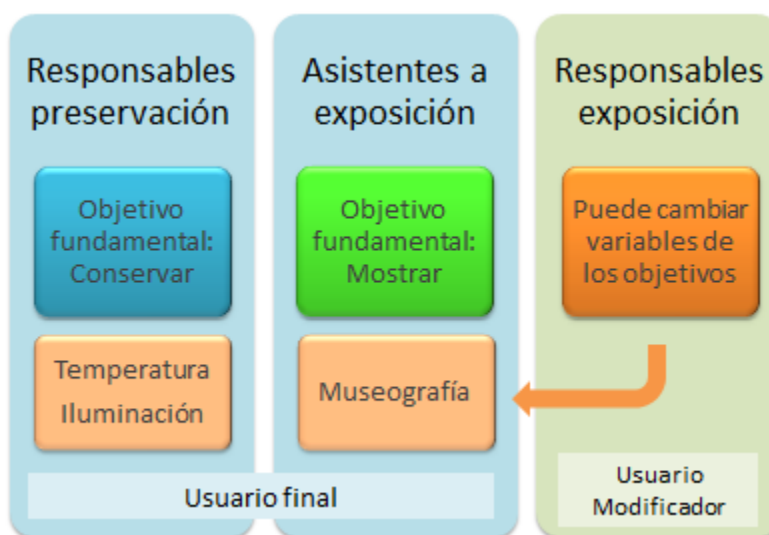 Responsables
preservación
Objetivo
fundamental:
Conservar
Temperatura
Iluminación
Asistentes a
exposición
Objetivo
fundamental:
Mostrar
Museografía
Usuario final
Responsables
exposición
Puede cambiar
variables de
los objetivos
Usuario
Modificador